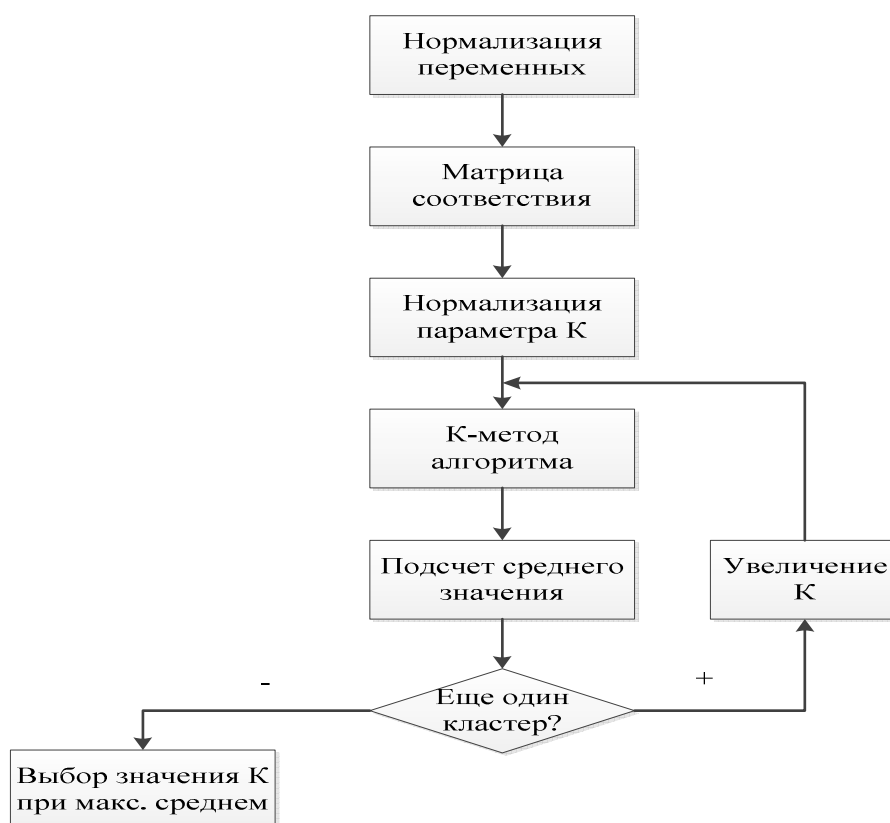 Нормализация
переменных
Матрица
соответствия
Нормализация
параметра К
К-метод
алгоритма
Подсчет среднего
значения
Увеличение
К
-
+
Еще один
кластер?
Выбор значения К
при макс. среднем